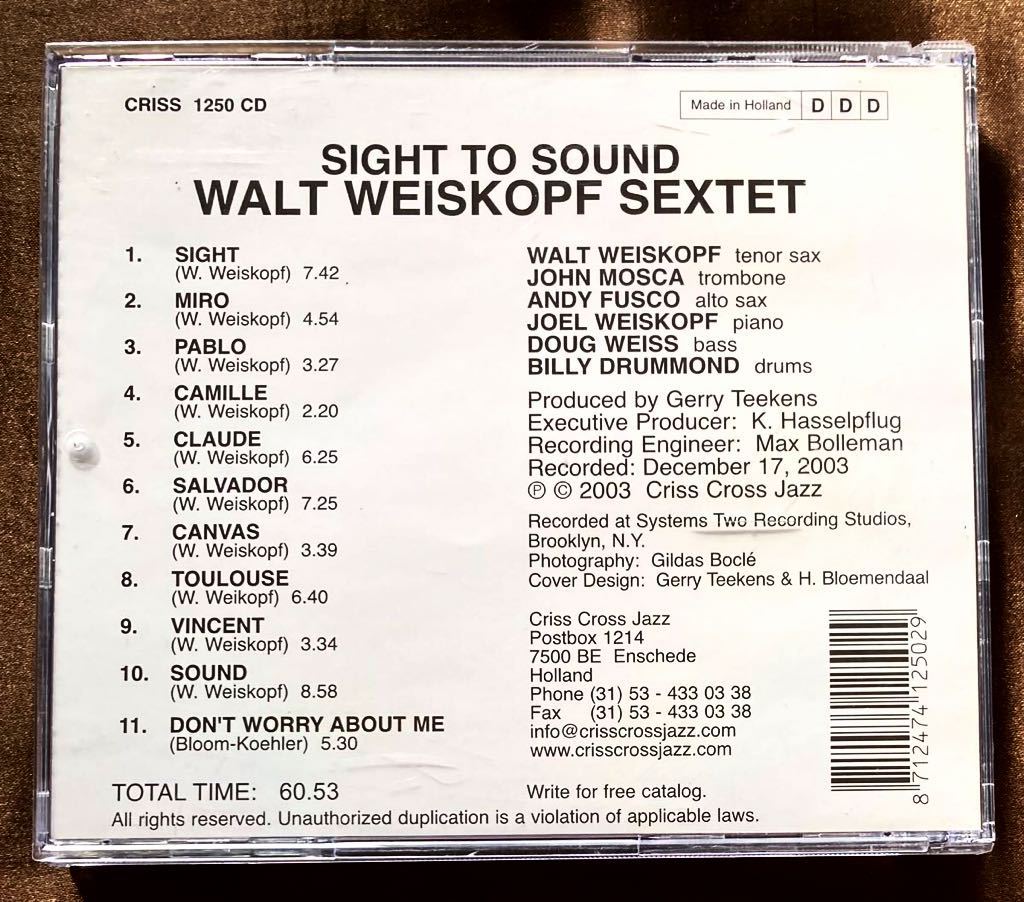 CRISS 1250 CD
Made in Holland D D D
SIGHT TO SOUND
WALT WEISKOPF SEXTET
1. SIGHT
(W. Weiskopf) 7.42
2. MIRO
(W. Weiskopf) 4.54
3. PABLO
(W. Weiskopf) 3.27
4. CAMILLE
(W. Weiskopf) 2.20
5. CLAUDE
(W. Weiskopf) 6.25
6. SALVADOR
(W. Weiskopf) 7.25
7. CANVAS
(W. Weiskopf) 3.39
8. TOULOUSE
(W. Weikopf) 6.40
9. VINCENT
(W. Weiskopf) 3.34
10. SOUND
(W. Weiskopf) 8.58
11. DON'T WORRY ABOUT ME
(Bloom-Koehler) 5.30
TOTAL TIME: 60.53
WALT WEISKOPF tenor sax
JOHN MOSCA trombone
ANDY FUSCO alto sax
JOEL WEISKOPF piano
DOUG WEISS bass
BILLY DRUMMOND drums
Produced by Gerry Teekens
Executive Producer: K. Hasselpflug
Recording Engineer: Max Bolleman
Recorded: December 17, 2003
℗ © 2003 Criss Cross Jazz
Recorded at Systems Two Recording Studios,
Brooklyn, N.Y.
Photography: Gildas Boclé
Cover Design: Gerry Teekens & H. Bloemendaal
Criss Cross Jazz
Postbox 1214
7500 BE Enschede
Holland
Phone (31) 53 - 433 03 38
Fax (31) 53 - 433 03 38
info@crisscrossjazz.com
www.crisscrossjazz.com
Write for free catalog.
8 712474 125029
All rights reserved. Unauthorized duplication is a violation of applicable laws.